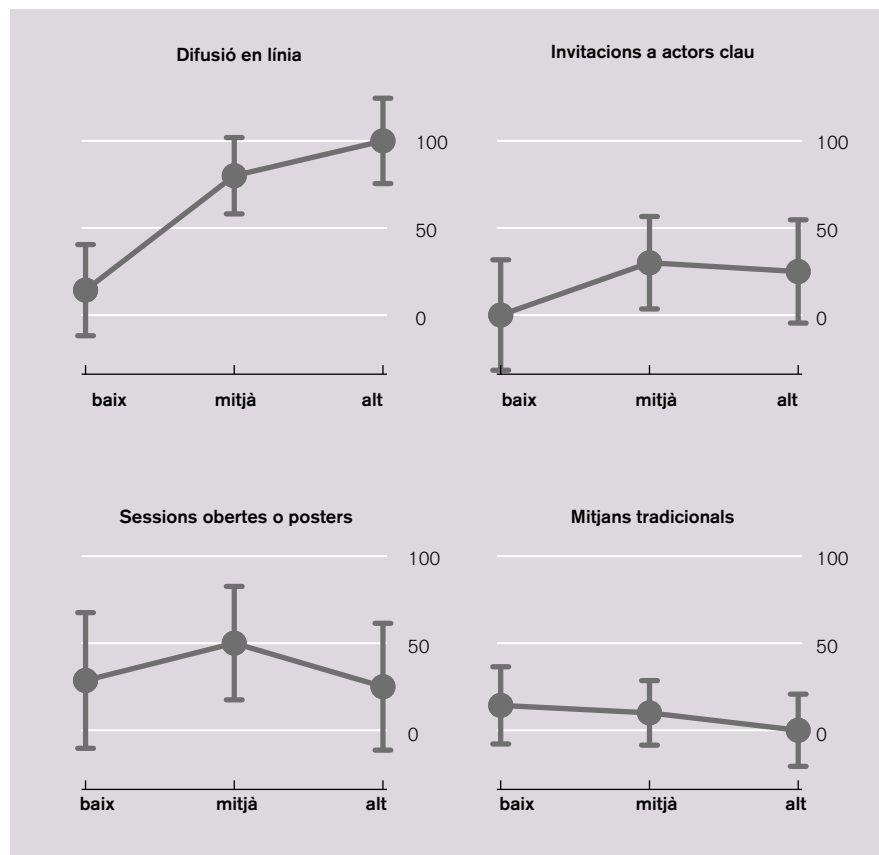 Difusió en línia
100
50
0
baix mitjà alt
Invitacions a actors clau
100
50
0
baix mitjà alt
Sessions obertes o posters
100
50
0
baix mitjà alt
Mitjans tradicionals
100
50
0
baix mitjà alt